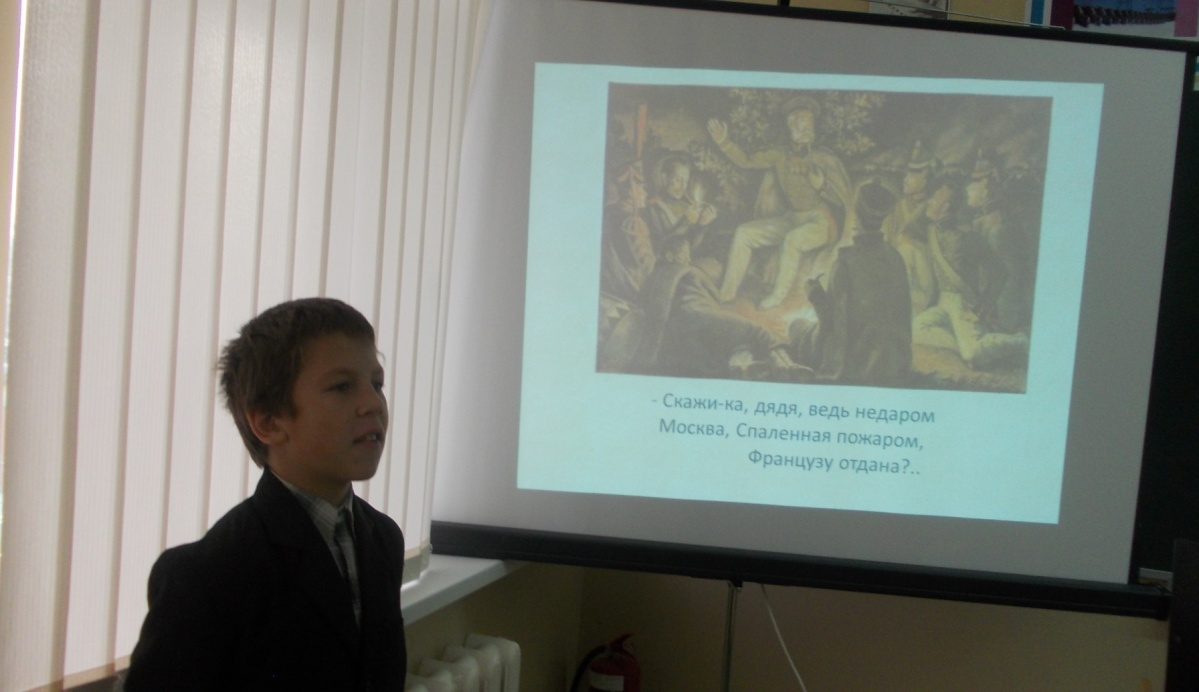 - Скажи-ка, дядя, ведь недаром
Москва, Спаленная пожаром,
Французу отдана?..